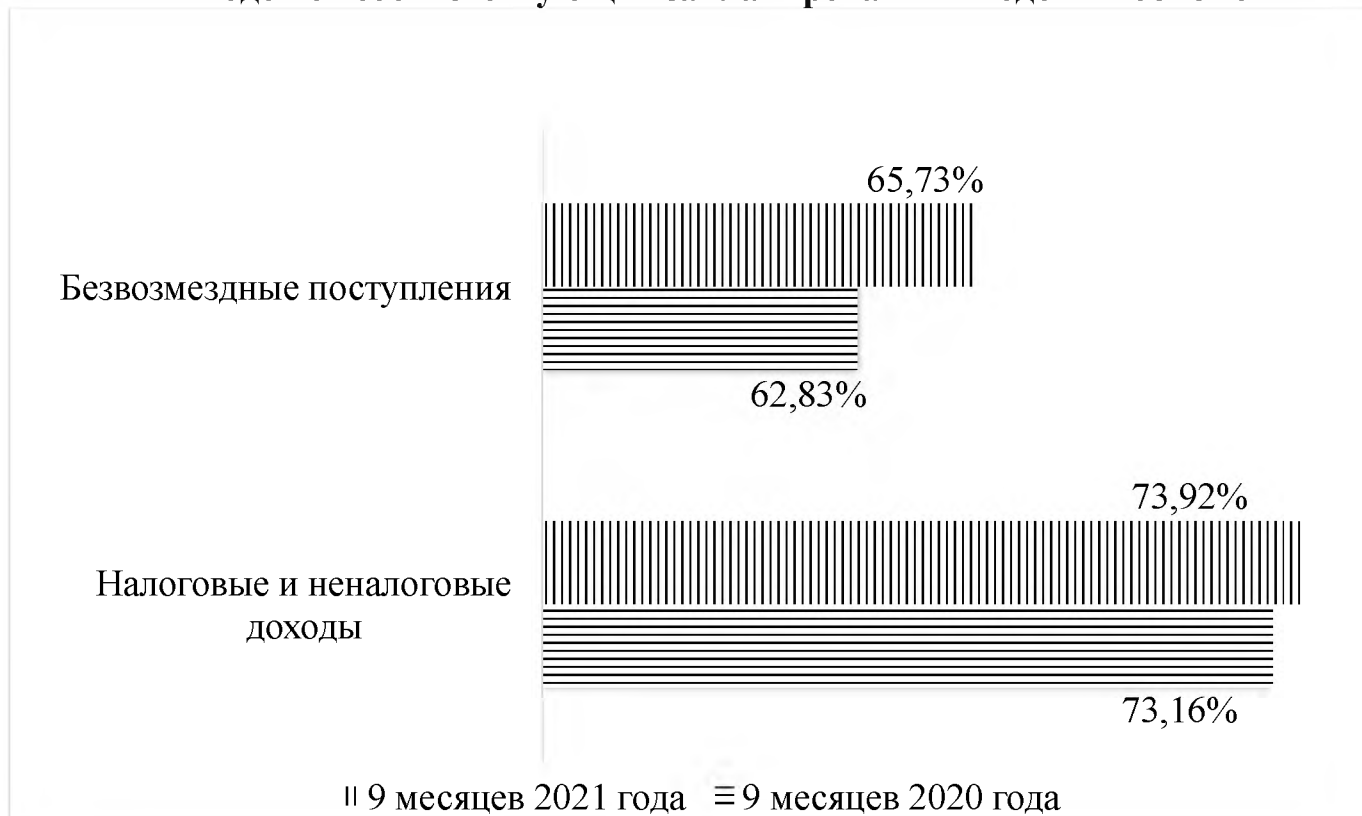 65,73%
Безвозмездные поступления
62,83%
73,92%
Налоговые и неналоговые
доходы
73,16%
9 месяцев 2021 года 9 месяцев 2020 года